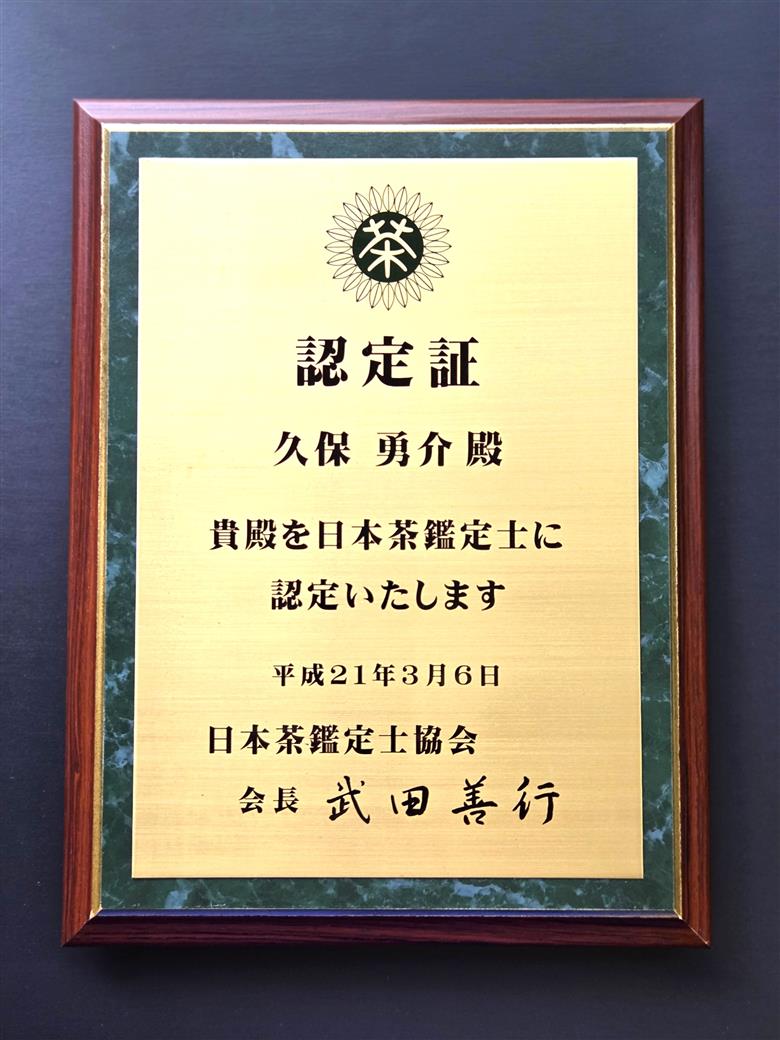 茶
認定証
久保 勇介 殿
貴殿を日本茶鑑定士に
認定いたします
平成21年3月6日
日本茶鑑定士協会
会長 武田善行